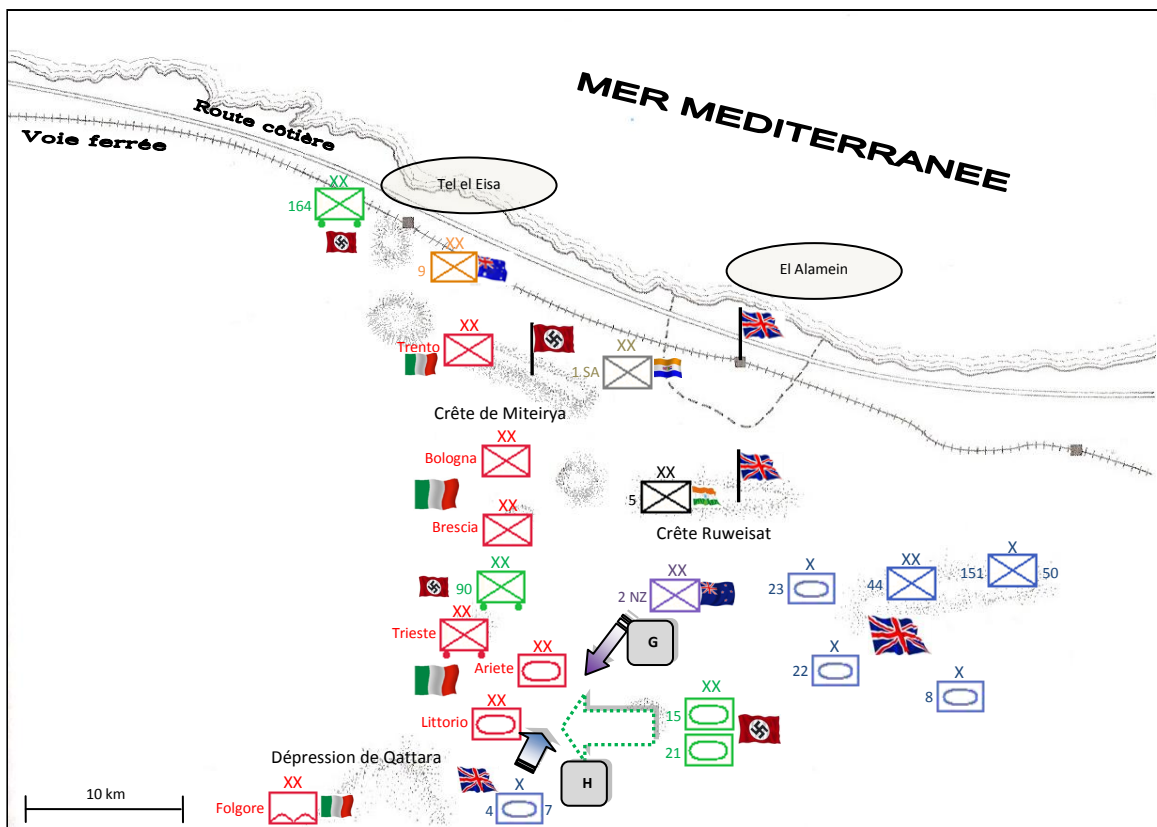 MER MEDITERRANEE
Route côtière
Voie ferrée
Tel el Eisa
XX
164
El Alamein
XX
9
XX
Trento
XX
1 SA
Crête de Miteirya
XX
Bologna
XX
5
XX
Brescia
Crête Ruweisat
XX
90
XX
2 NZ
X
23
XX
44
X
151 50
XX
Trieste
G
XX
Ariete
X
22
X
8
XX
Littorio
XX
15
21
Dépression de Qattara
H
XX
Folgore
X
4 7
10 km